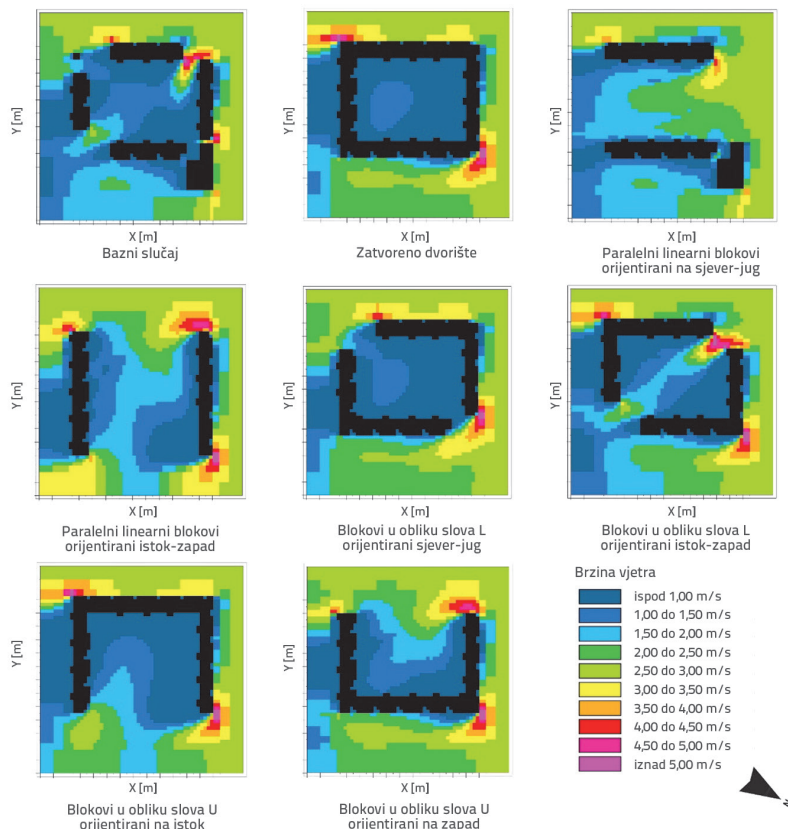 Y [m]
X [m]
Bazni slučaj
Y [m]
X [m]
Zatvoreno dvorište
Y [m]
X [m]
Paralelni linearni blokovi
orijentirani na sjever-jug
Y [m]
X [m]
Paralelni linearni blokovi
orijentirani istok-zapad
Y [m]
X [m]
Blokovi u obliku slova L
orijentirani sjever-jug
Y [m]
X [m]
Blokovi u obliku slova L
orijentirani istok-zapad
Y [m]
X [m]
Blokovi u obliku slova U
orijentirani na istok
Y [m]
X [m]
Blokovi u obliku slova U
orijentirani na zapad
Brzina vjetra
ispod 1,00 m/s
1,00 do 1,50 m/s
1,50 do 2,00 m/s
2,00 do 2,50 m/s
2,50 do 3,00 m/s
3,00 do 3,50 m/s
3,50 do 4,00 m/s
4,00 do 4,50 m/s
4,50 do 5,00 m/s
iznad 5,00 m/s
N